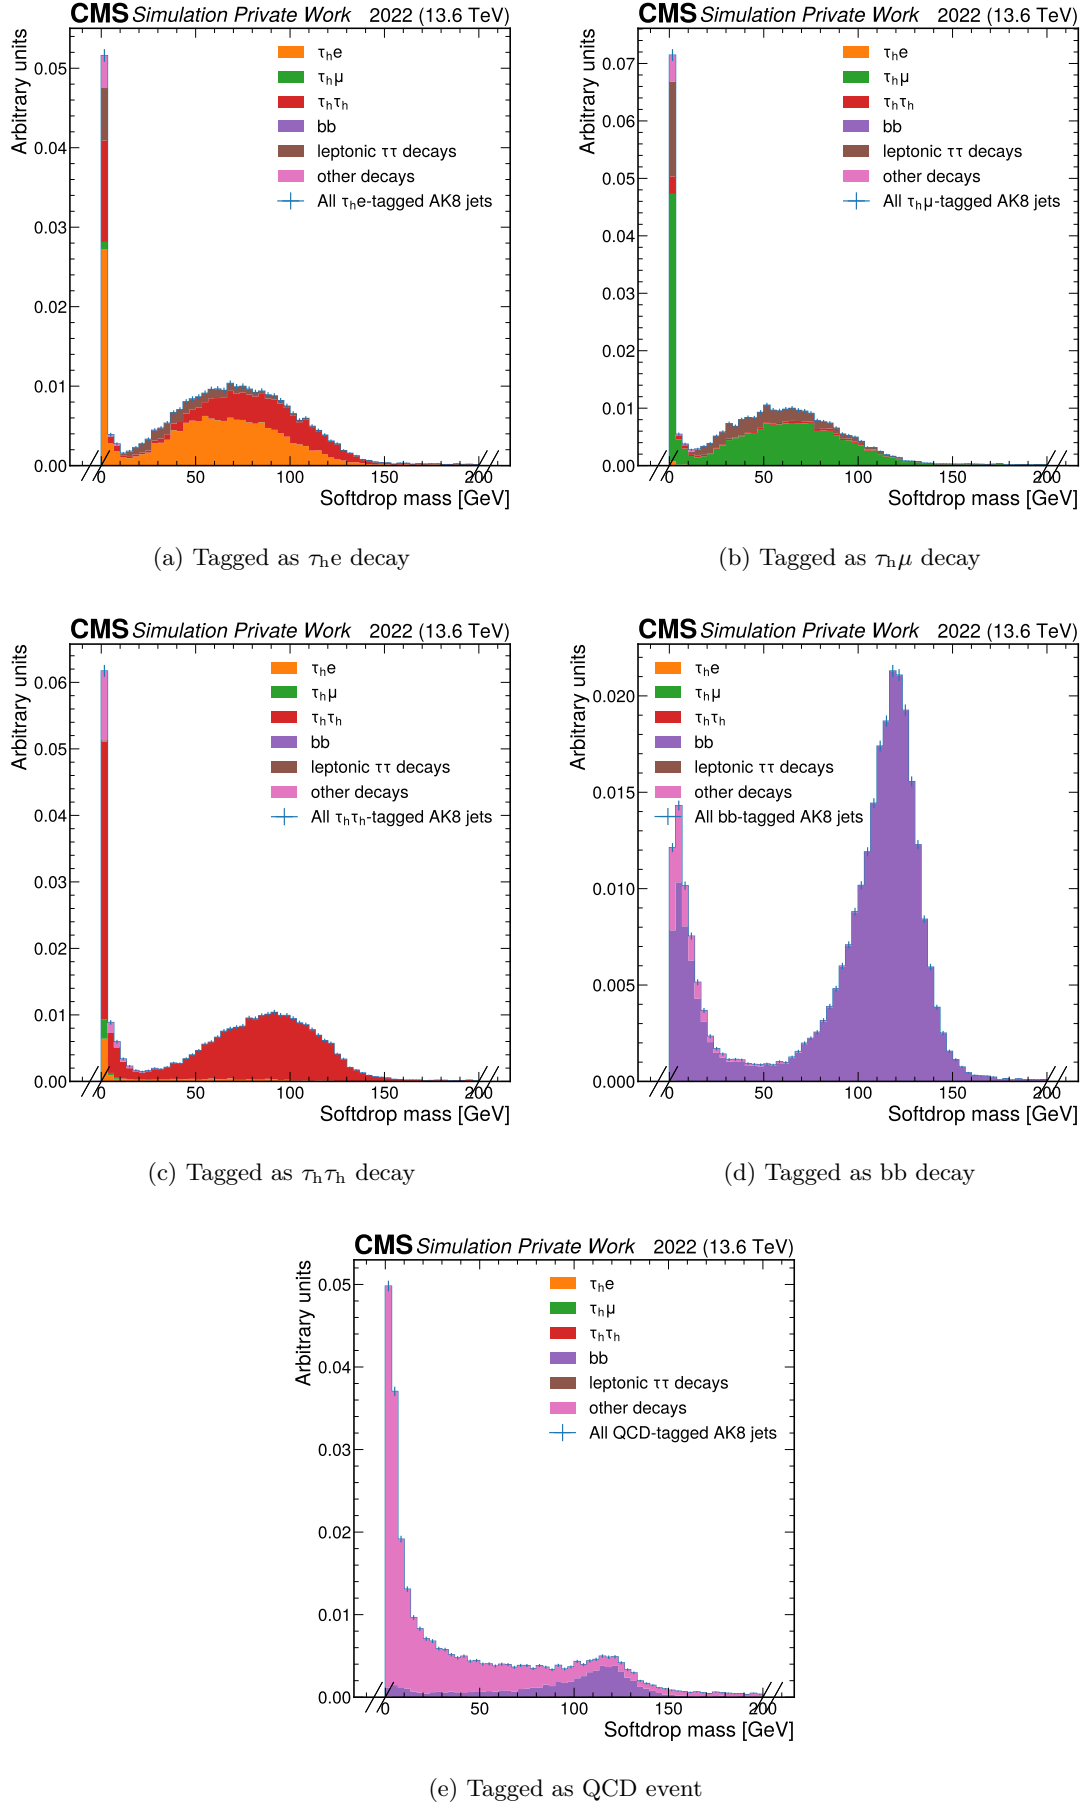 CMS Simulation Private Work 2022 (13.6 TeV)
Arbitrary units
τhe
τhμ
τhτh
bb
leptonic ττ decays
other decays
All τhe-tagged AK8 jets
0.05
0.04
0.03
0.02
0.01
0.00
0 50 100 150 200
Softdrop mass [GeV]
(a) Tagged as τhe decay
CMS Simulation Private Work 2022 (13.6 TeV)
Arbitrary units
τhe
τhμ
τhτh
bb
leptonic ττ decays
other decays
All τhμ-tagged AK8 jets
0.07
0.06
0.05
0.04
0.03
0.02
0.01
0.00
0 50 100 150 200
Softdrop mass [GeV]
(b) Tagged as τhμ decay
CMS Simulation Private Work 2022 (13.6 TeV)
Arbitrary units
τhe
τhμ
τhτh
bb
leptonic ττ decays
other decays
All τhτh-tagged AK8 jets
0.06
0.05
0.04
0.03
0.02
0.01
0.00
0 50 100 150 200
Softdrop mass [GeV]
(c) Tagged as τhτh decay
CMS Simulation Private Work 2022 (13.6 TeV)
Arbitrary units
τhe
τhμ
τhτh
bb
leptonic ττ decays
other decays
All bb-tagged AK8 jets
0.020
0.015
0.010
0.005
0.000
0 50 100 150 200
Softdrop mass [GeV]
(d) Tagged as bb decay
CMS Simulation Private Work 2022 (13.6 TeV)
Arbitrary units
τhe
τhμ
τhτh
bb
leptonic ττ decays
other decays
All QCD-tagged AK8 jets
0.05
0.04
0.03
0.02
0.01
0.00
0 50 100 150 200
Softdrop mass [GeV]
(e) Tagged as QCD event